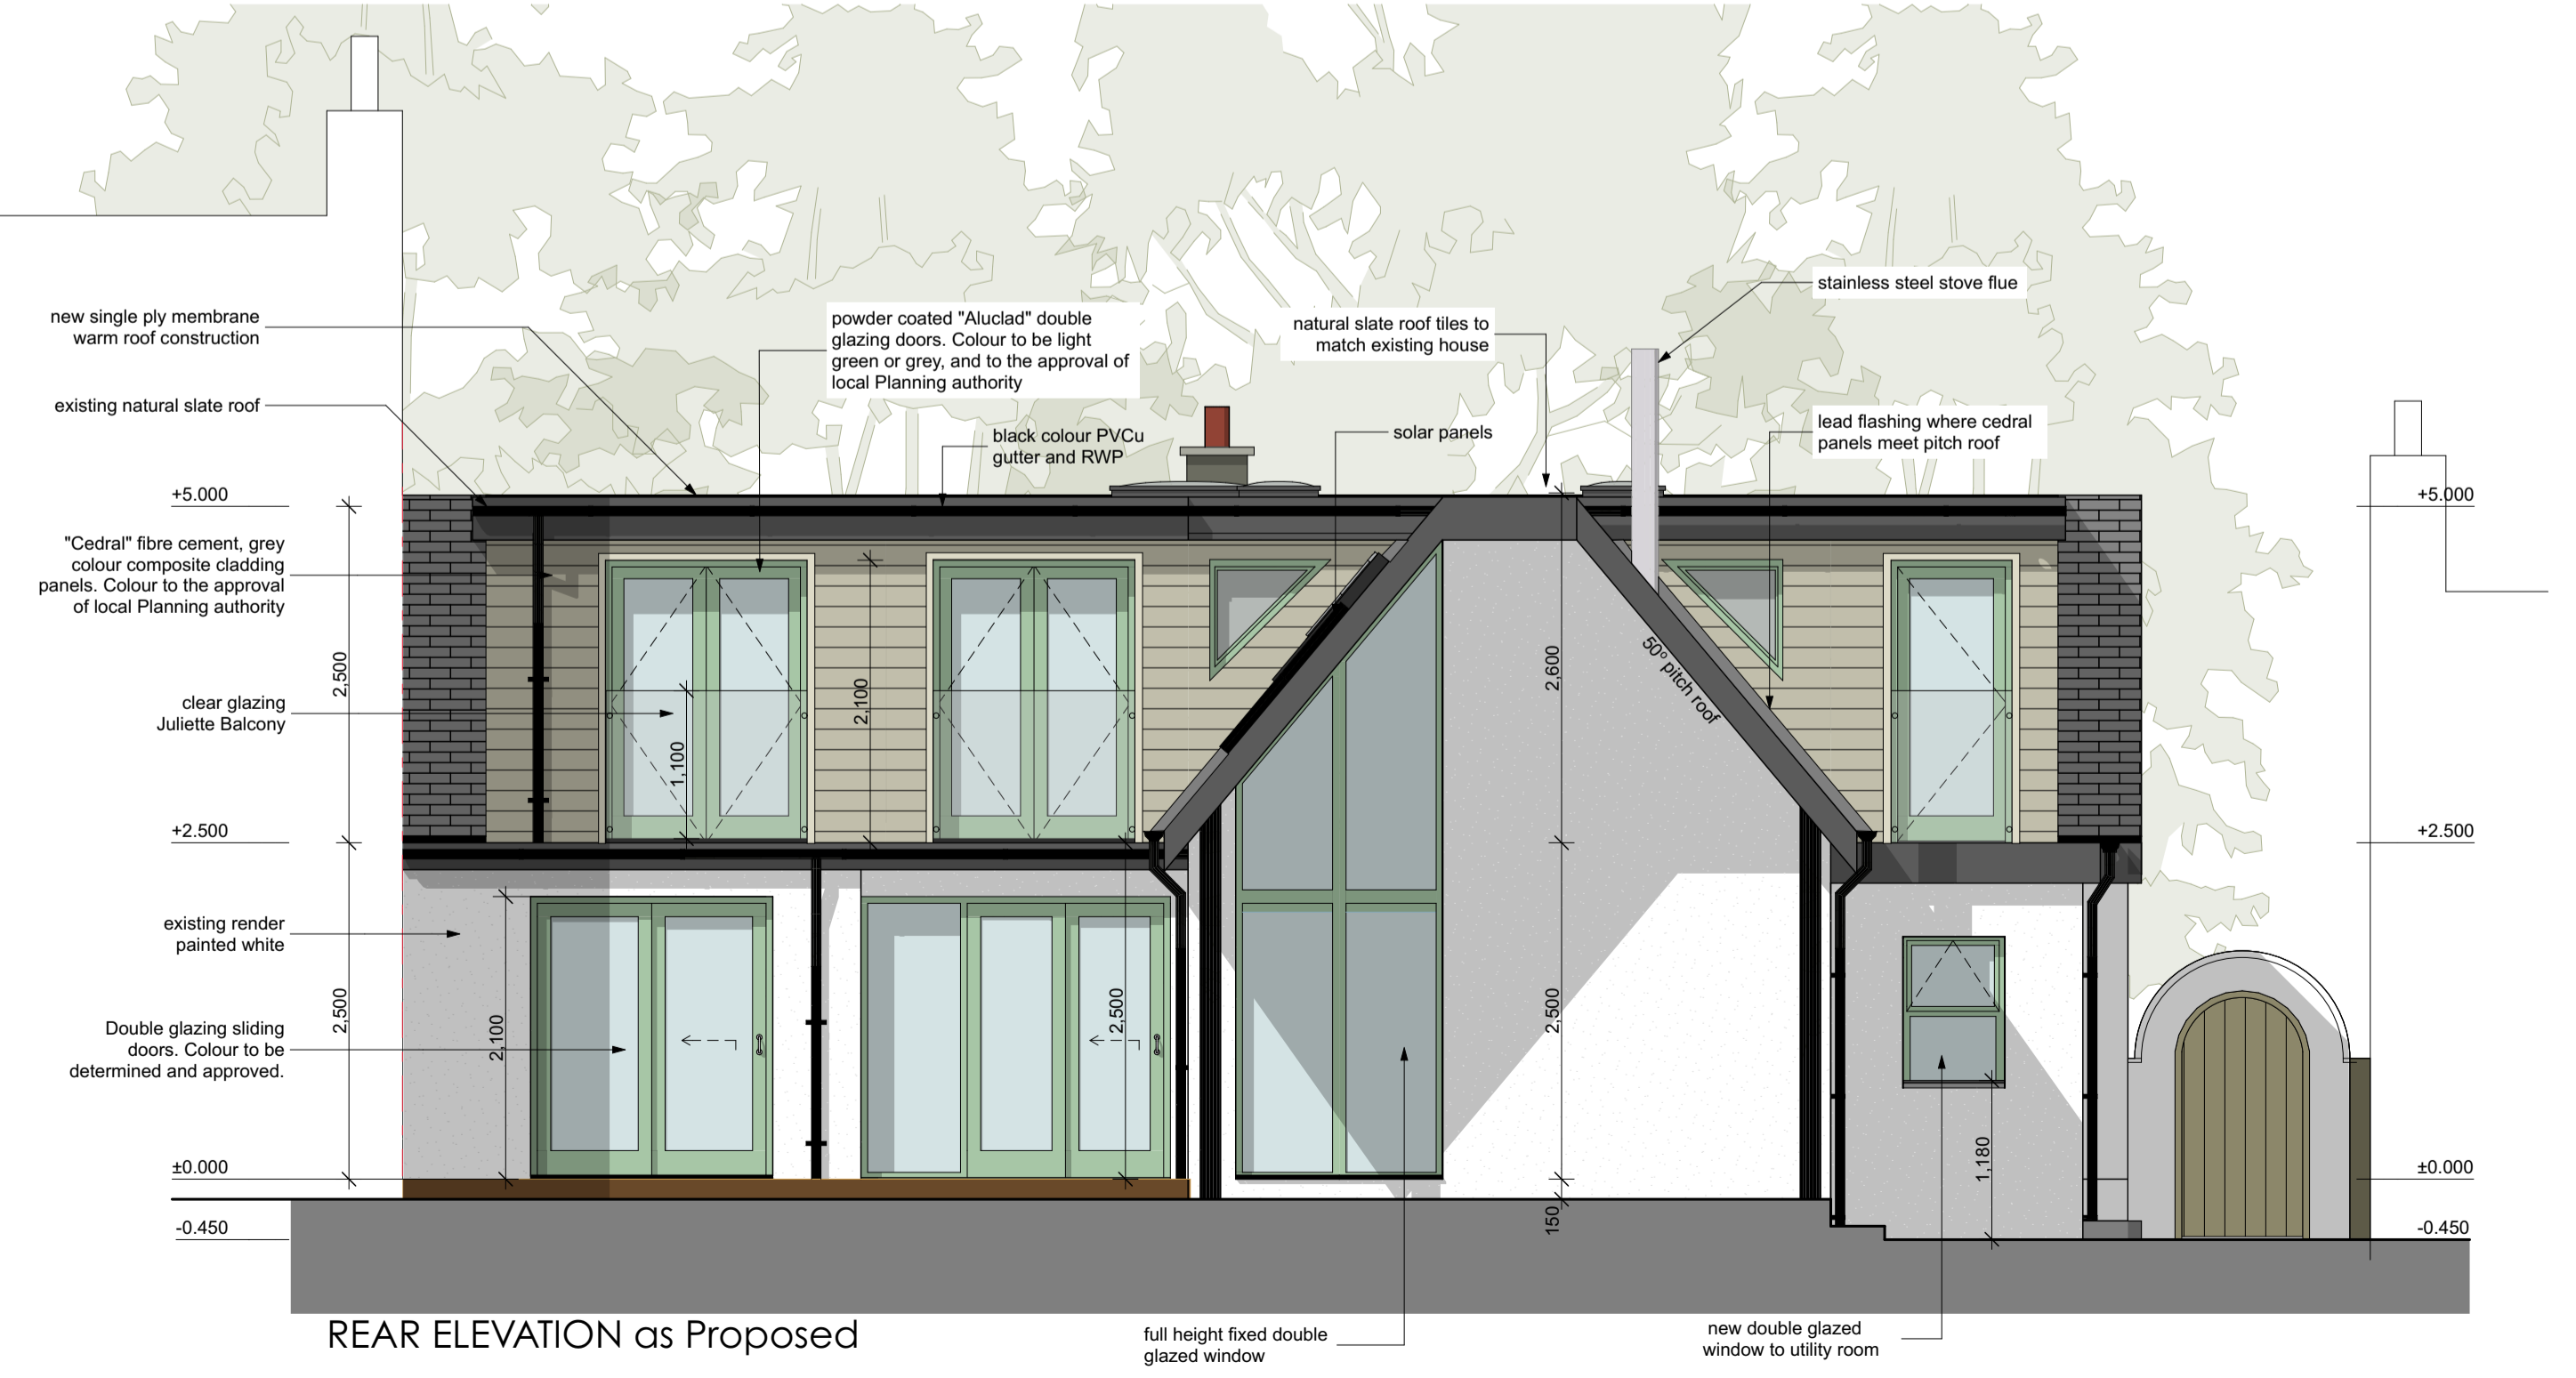 stainless steel stove flue
new single ply membrane
warm roof construction
powder coated "Aluclad" double
glazing doors. Colour to be light
green or grey, and to the approval of
local Planning authority
natural slate roof tiles to
match existing house
existing natural slate roof
black colour PVCu
gutter and RWP
solar panels
lead flashing where cedral
panels meet pitch roof
+5.000
+5.000
"Cedral" fibre cement, grey
colour composite cladding
panels. Colour to the approval
of local Planning authority
2,500
2,100
2,600
50º pitch roof
clear glazing
Juliette Balcony
1,100
+2.500
+2.500
existing render
painted white
2,500
2,100
2,500
2,500
Double glazing sliding
doors. Colour to be
determined and approved.
1,180
±0.000
±0.000
150
-0.450
-0.450
REAR ELEVATION as Proposed
full height fixed double
glazed window
new double glazed
window to utility room